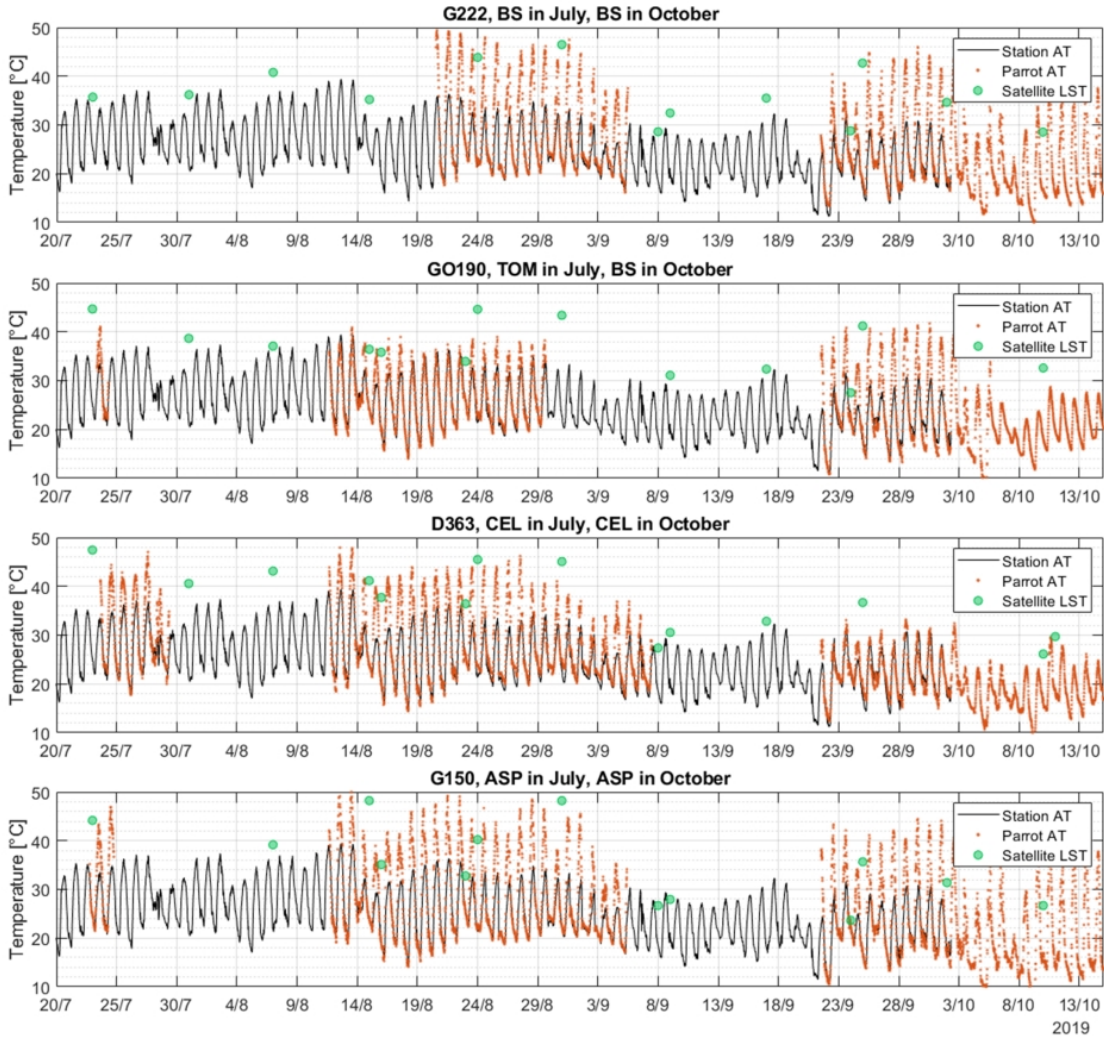 G222, BS in July, BS in October
Temperature [°C]
50
40
30
20
10
Station AT
Parrot AT
Satellite LST
20/7 25/7 30/7 4/8 9/8 14/8 19/8 24/8 29/8 3/9 8/9 13/9 18/9 23/9 28/9 3/10 8/10 13/10
GO190, TOM in July, BS in October
Temperature [°C]
50
40
30
20
10
Station AT
Parrot AT
Satellite LST
20/7 25/7 30/7 4/8 9/8 14/8 19/8 24/8 29/8 3/9 8/9 13/9 18/9 23/9 28/9 3/10 8/10 13/10
D363, CEL in July, CEL in October
Temperature [°C]
50
40
30
20
10
Station AT
Parrot AT
Satellite LST
20/7 25/7 30/7 4/8 9/8 14/8 19/8 24/8 29/8 3/9 8/9 13/9 18/9 23/9 28/9 3/10 8/10 13/10
G150, ASP in July, ASP in October
Temperature [°C]
50
40
30
20
10
Station AT
Parrot AT
Satellite LST
20/7 25/7 30/7 4/8 9/8 14/8 19/8 24/8 29/8 3/9 8/9 13/9 18/9 23/9 28/9 3/10 8/10 13/10
2019